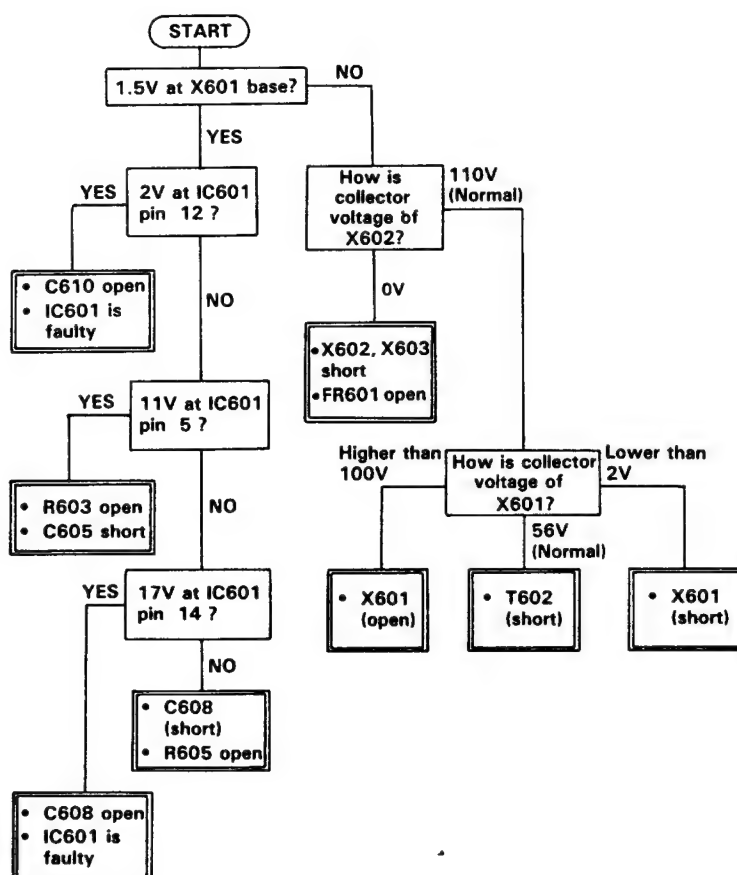 START
1.5V at X601 base?
NO
YES
YES
2V at IC601
pin 12 ?
How is
collector
voltage of
X602?
110V
(Normal)
• C610 open
• IC601 is
faulty
NO
0V
• X602, X603
short
• FR601 open
YES
11V at IC601
pin 5 ?
Higher than
100V
How is collector
voltage of
X601?
Lower than
2V
• R603 open
• C605 short
NO
56V
(Normal)
YES
17V at IC601
pin 14 ?
• X601
(open)
• T602
(short)
• X601
(short)
NO
• C608
(short)
• R605 open
• C608 open
• IC601 is
faulty